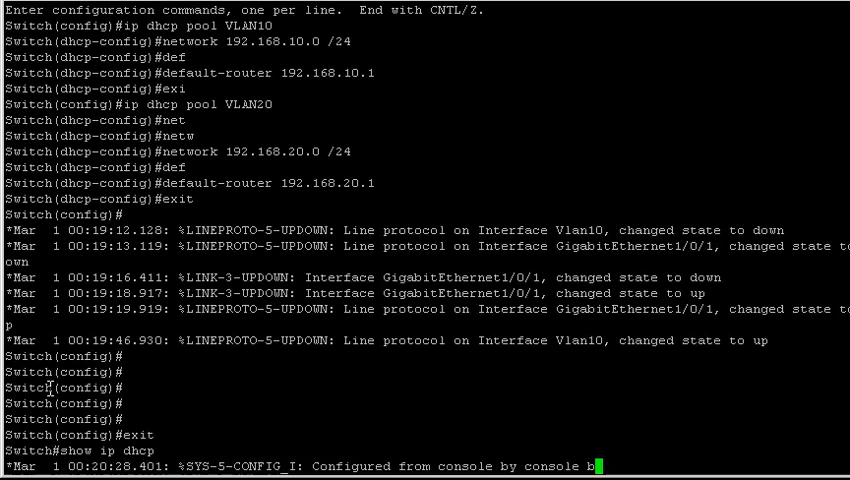 Enter configuration commands, one per line.  End with CNTL/Z.
Switch(config)#ip dhcp pool VLAN10
Switch(dhcp-config)#network 192.168.10.0 /24
Switch(dhcp-config)#def
Switch(dhcp-config)#default-router 192.168.10.1
Switch(dhcp-config)#exi
Switch(config)#ip dhcp pool VLAN20
Switch(dhcp-config)#net
Switch(dhcp-config)#netw
Switch(dhcp-config)#network 192.168.20.0 /24
Switch(dhcp-config)#def
Switch(dhcp-config)#default-router 192.168.20.1
Switch(dhcp-config)#exit
Switch(config)#
*Mar  1 00:19:12.128: %LINEPROTO-5-UPDOWN: Line protocol on Interface Vlan10, changed state to down
*Mar  1 00:19:13.119: %LINEPROTO-5-UPDOWN: Line protocol on Interface GigabitEthernet1/0/1, changed state to
own
*Mar  1 00:19:16.411: %LINK-3-UPDOWN: Interface GigabitEthernet1/0/1, changed state to down
*Mar  1 00:19:18.917: %LINK-3-UPDOWN: Interface GigabitEthernet1/0/1, changed state to up
*Mar  1 00:19:19.919: %LINEPROTO-5-UPDOWN: Line protocol on Interface GigabitEthernet1/0/1, changed state to
p
*Mar  1 00:19:46.930: %LINEPROTO-5-UPDOWN: Line protocol on Interface Vlan10, changed state to up
Switch(config)#
Switch(config)#
Switch(config)#
Switch(config)#
Switch(config)#
Switch(config)#exit
Switch#show ip dhcp
*Mar  1 00:20:28.401: %SYS-5-CONFIG_I: Configured from console by console b